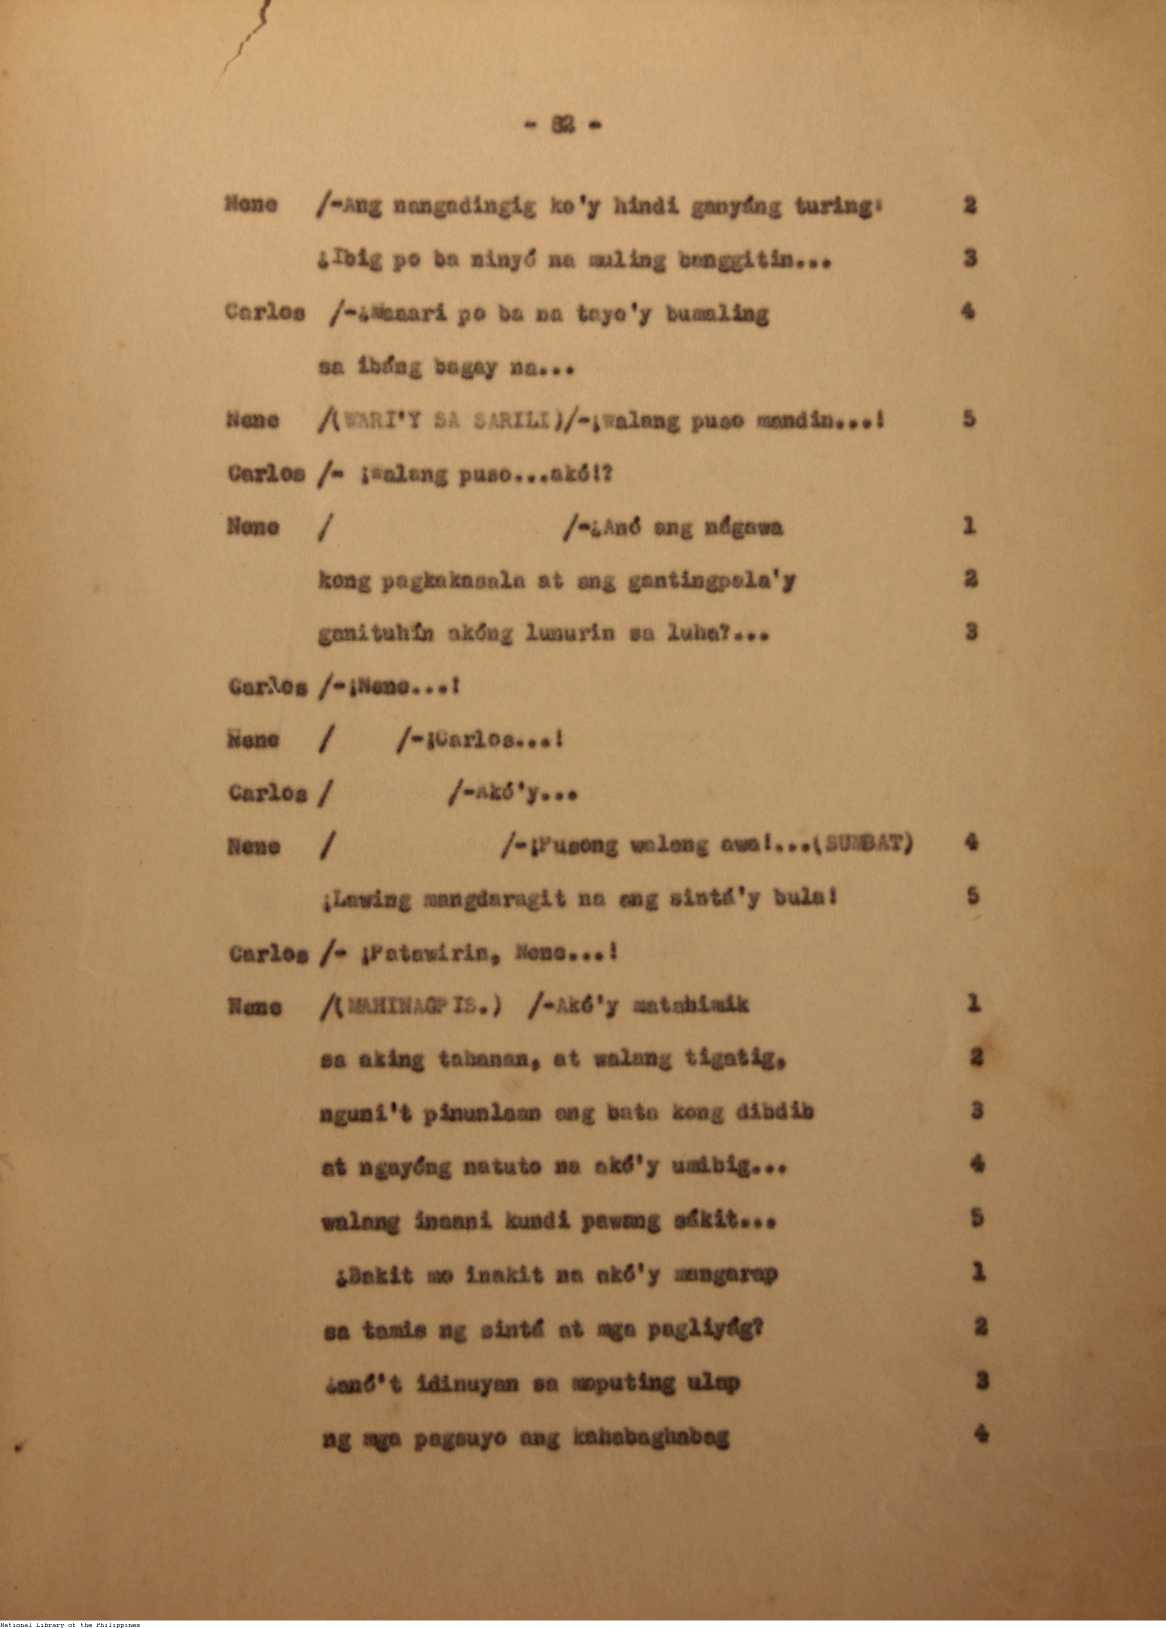 - 82 -
Nene /-Ang nangadingig ko'y hindi ganyáng turing: 2
¿Ibig po ba ninyó na muling banggitin... 3
Carlos /-¿Maaari po ba na tayo'y bumaling 4
sa ibáng bagay na...
Nene /(WARI'Y SA SARILI)/-¡Walang puso mandin...! 5
Carlos /- ¡Walang puso...akó!?
Nene / /-¿Anó ang nágawa 1
kong pagkakasala at ang gantingpala'y 2
ganituhín akóng lunurin sa luha?... 3
Carlos /-¡Nene...!
Nene / /-¡Carlos...!
Carlos / /-Akó'y...
Nene / /-¡Pusong walang awa!...(SUMBAT) 4
¡Lawing mangdaragit na ang sintá'y bula! 5
Carlos /- ¡Patawirin, Nene...!
Nene /(MAHINAGPIS.) /-Akó'y matahimik 1
sa aking tahanan, at walang tigatig, 2
nguni't pinunlaan ang bata kong dibdib 3
at ngayóng natuto na akó'y umibig... 4
walang inaani kundi pawang sákit... 5
¿Bakit mo inakit na akó'y mangarap 1
sa tamis ng sintá at mga pagliyág? 2
¿anó't idinuyan sa maputing ulap 3
ng mga pagsuyo ang kahabaghabag 4
National Library of the Philippines